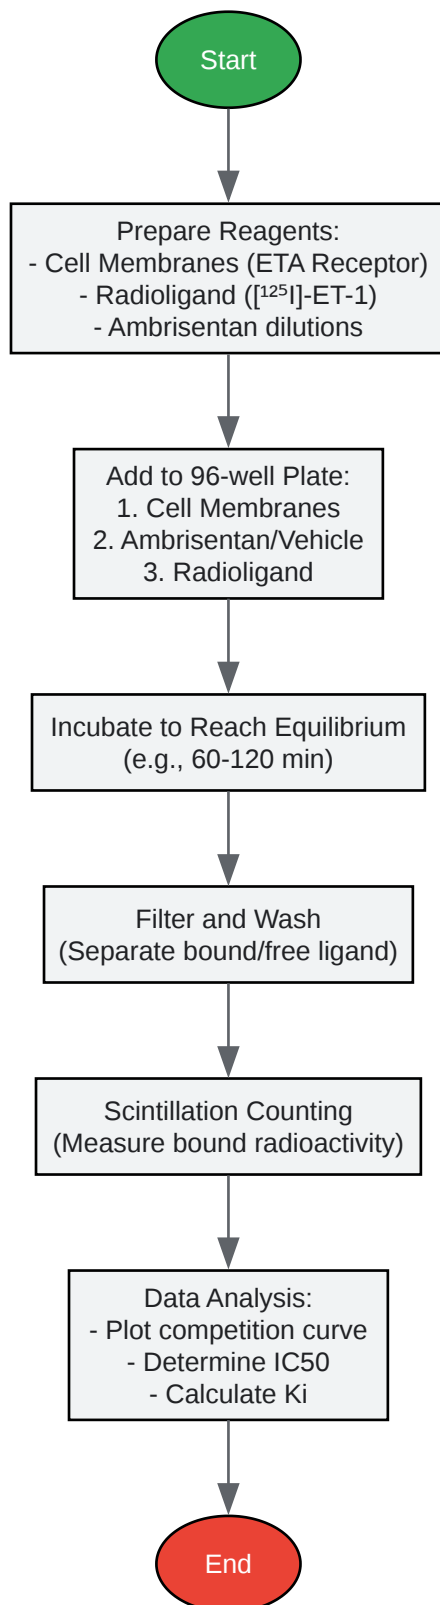 Start
Prepare Reagents:
- Cell Membranes (ETA Receptor)
- Radioligand ([¹²⁵I]-ET-1)
- Ambrisentan dilutions
Add to 96-well Plate:
1. Cell Membranes
2. Ambrisentan/Vehicle
3. Radioligand
Incubate to Reach Equilibrium
(e.g., 60-120 min)
Filter and Wash
(Separate bound/free ligand)
Scintillation Counting
(Measure bound radioactivity)
Data Analysis:
- Plot competition curve
- Determine IC50
- Calculate Ki
End